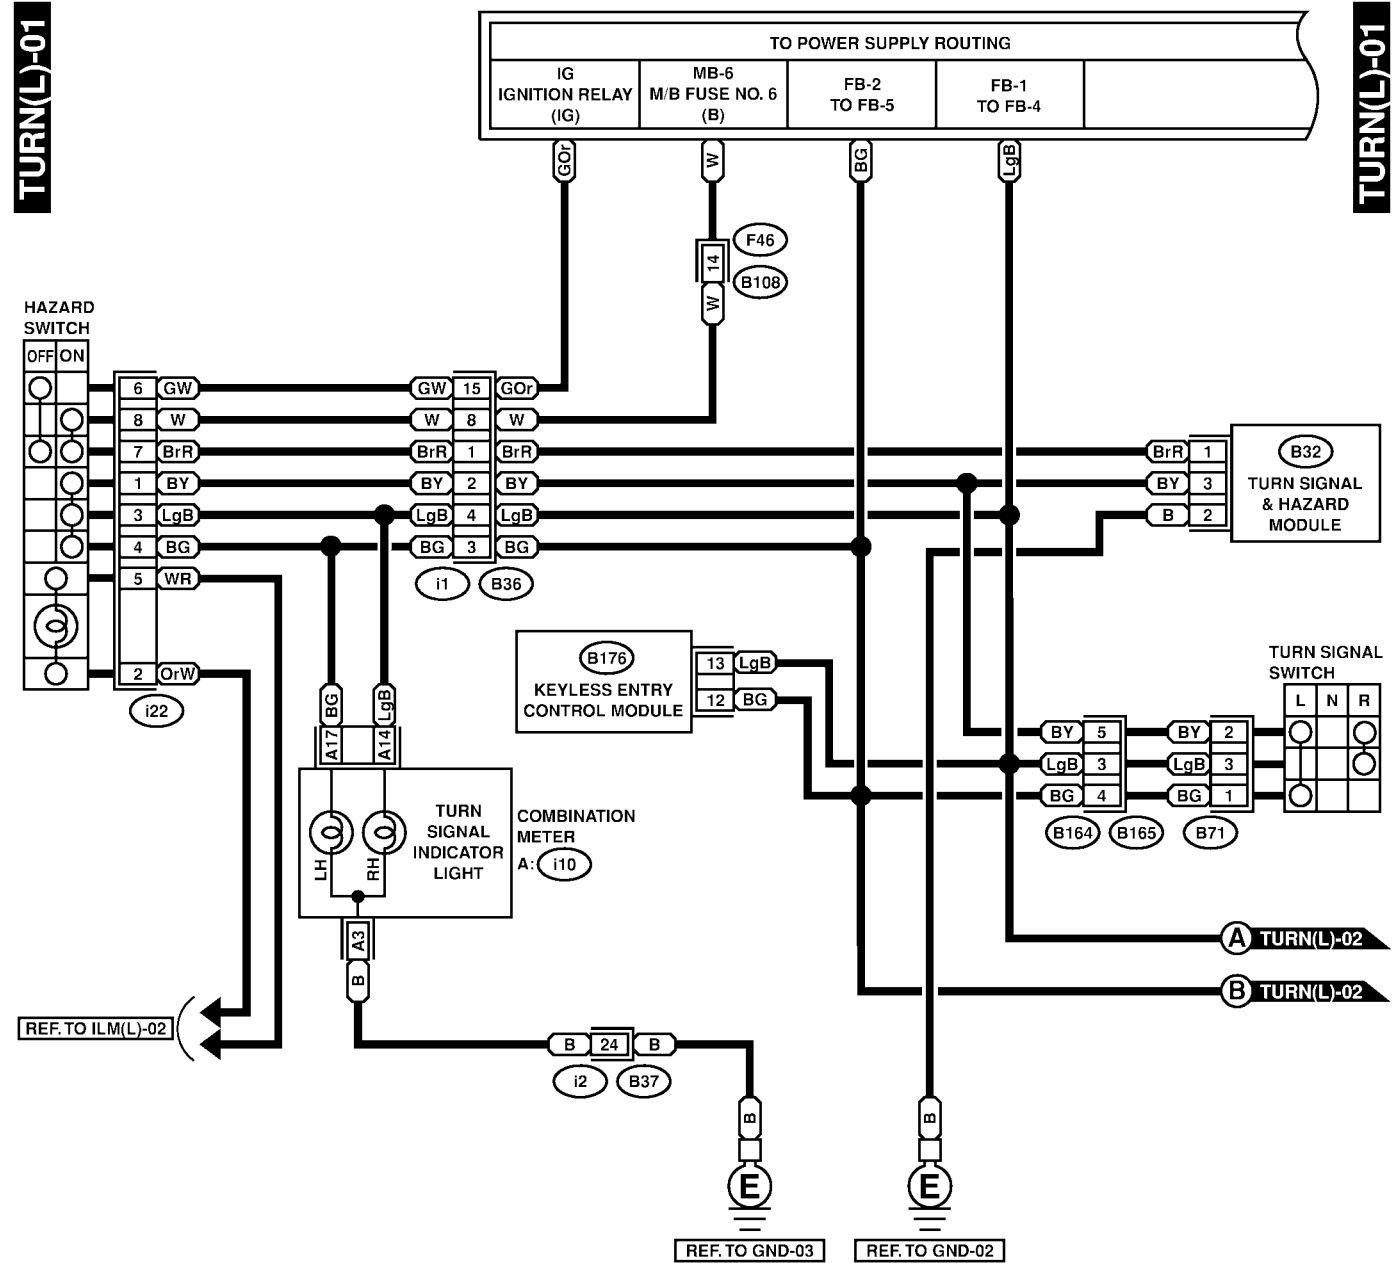 TURN(L)-01
TURN(L)-01
TO POWER SUPPLY ROUTING
IG
IGNITION RELAY
(IG)
MB-6
M/B FUSE NO. 6
(B)
FB-2
TO FB-5
FB-1
TO FB-4
GOr
W
BG
LgB
F46
14
B108
W
HAZARD
SWITCH
OFF ON
6 GW GW 15 GOr
8 W W 8 W
7 BrR BrR 1 BrR BrR 1
1 BY BY 2 BY BY 3
3 LgB LgB 4 LgB B 2
4 BG BG 3 BG
5 WR
2 OrW
i22
i1 B36
B32
TURN SIGNAL
& HAZARD
MODULE
B176
KEYLESS ENTRY
CONTROL MODULE
13 LgB
12 BG
TURN SIGNAL
SWITCH
L N R
BY 5 BY 2
LgB 3 LgB 3
BG 4 BG 1
B164 B165 B71
BG LgB
A17 A14
LH RH
TURN
SIGNAL
INDICATOR
LIGHT
COMBINATION
METER
A: i10
A3
B
A TURN(L)-02
B TURN(L)-02
REF. TO ILM(L)-02
B 24 B
i2 B37
B
B
E
E
REF. TO GND-03
REF. TO GND-02